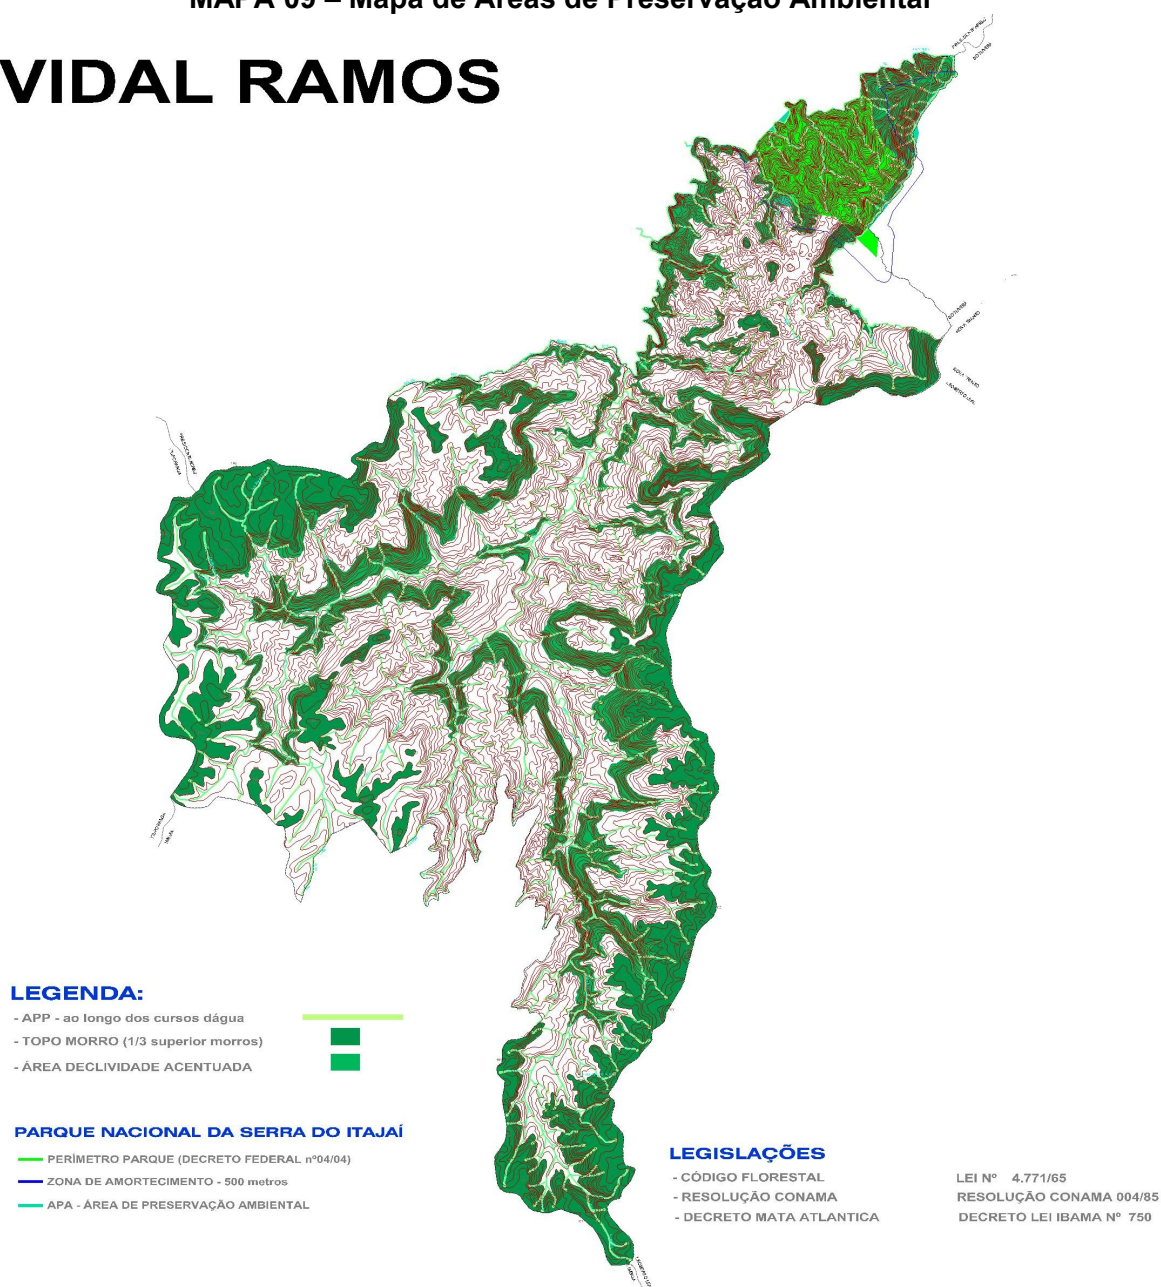 MAPA 09 – Mapa de Áreas de Preservação Ambiental
VIDAL RAMOS
LEGENDA:
- APP - ao longo dos cursos dágua
- TOPO MORRO (1/3 superior morros)
- ÁREA DECLIVIDADE ACENTUADA
PARQUE NACIONAL DA SERRA DO ITAJAÍ
PERÍMETRO PARQUE (DECRETO FEDERAL nº04/04)
ZONA DE AMORTECIMENTO - 500 metros
APA - ÁREA DE PRESERVAÇÃO AMBIENTAL
LEGISLAÇÕES
- CÓDIGO FLORESTAL LEI Nº 4.771/65
- RESOLUÇÃO CONAMA RESOLUÇÃO CONAMA 004/85
- DECRETO MATA ATLANTICA DECRETO LEI IBAMA Nº 750